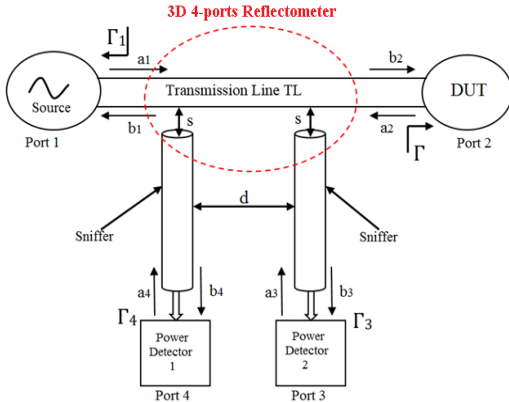 3D 4-ports Reflectometer
Γ1
a1
b2
Source
Transmission Line TL
DUT
b1
s
s
a2
Port 1
Γ
Port 2
d
Sniffer
Sniffer
a4
b4
a3
b3
Γ4
Γ3
Power
Detector
1
Power
Detector
2
Port 4
Port 3